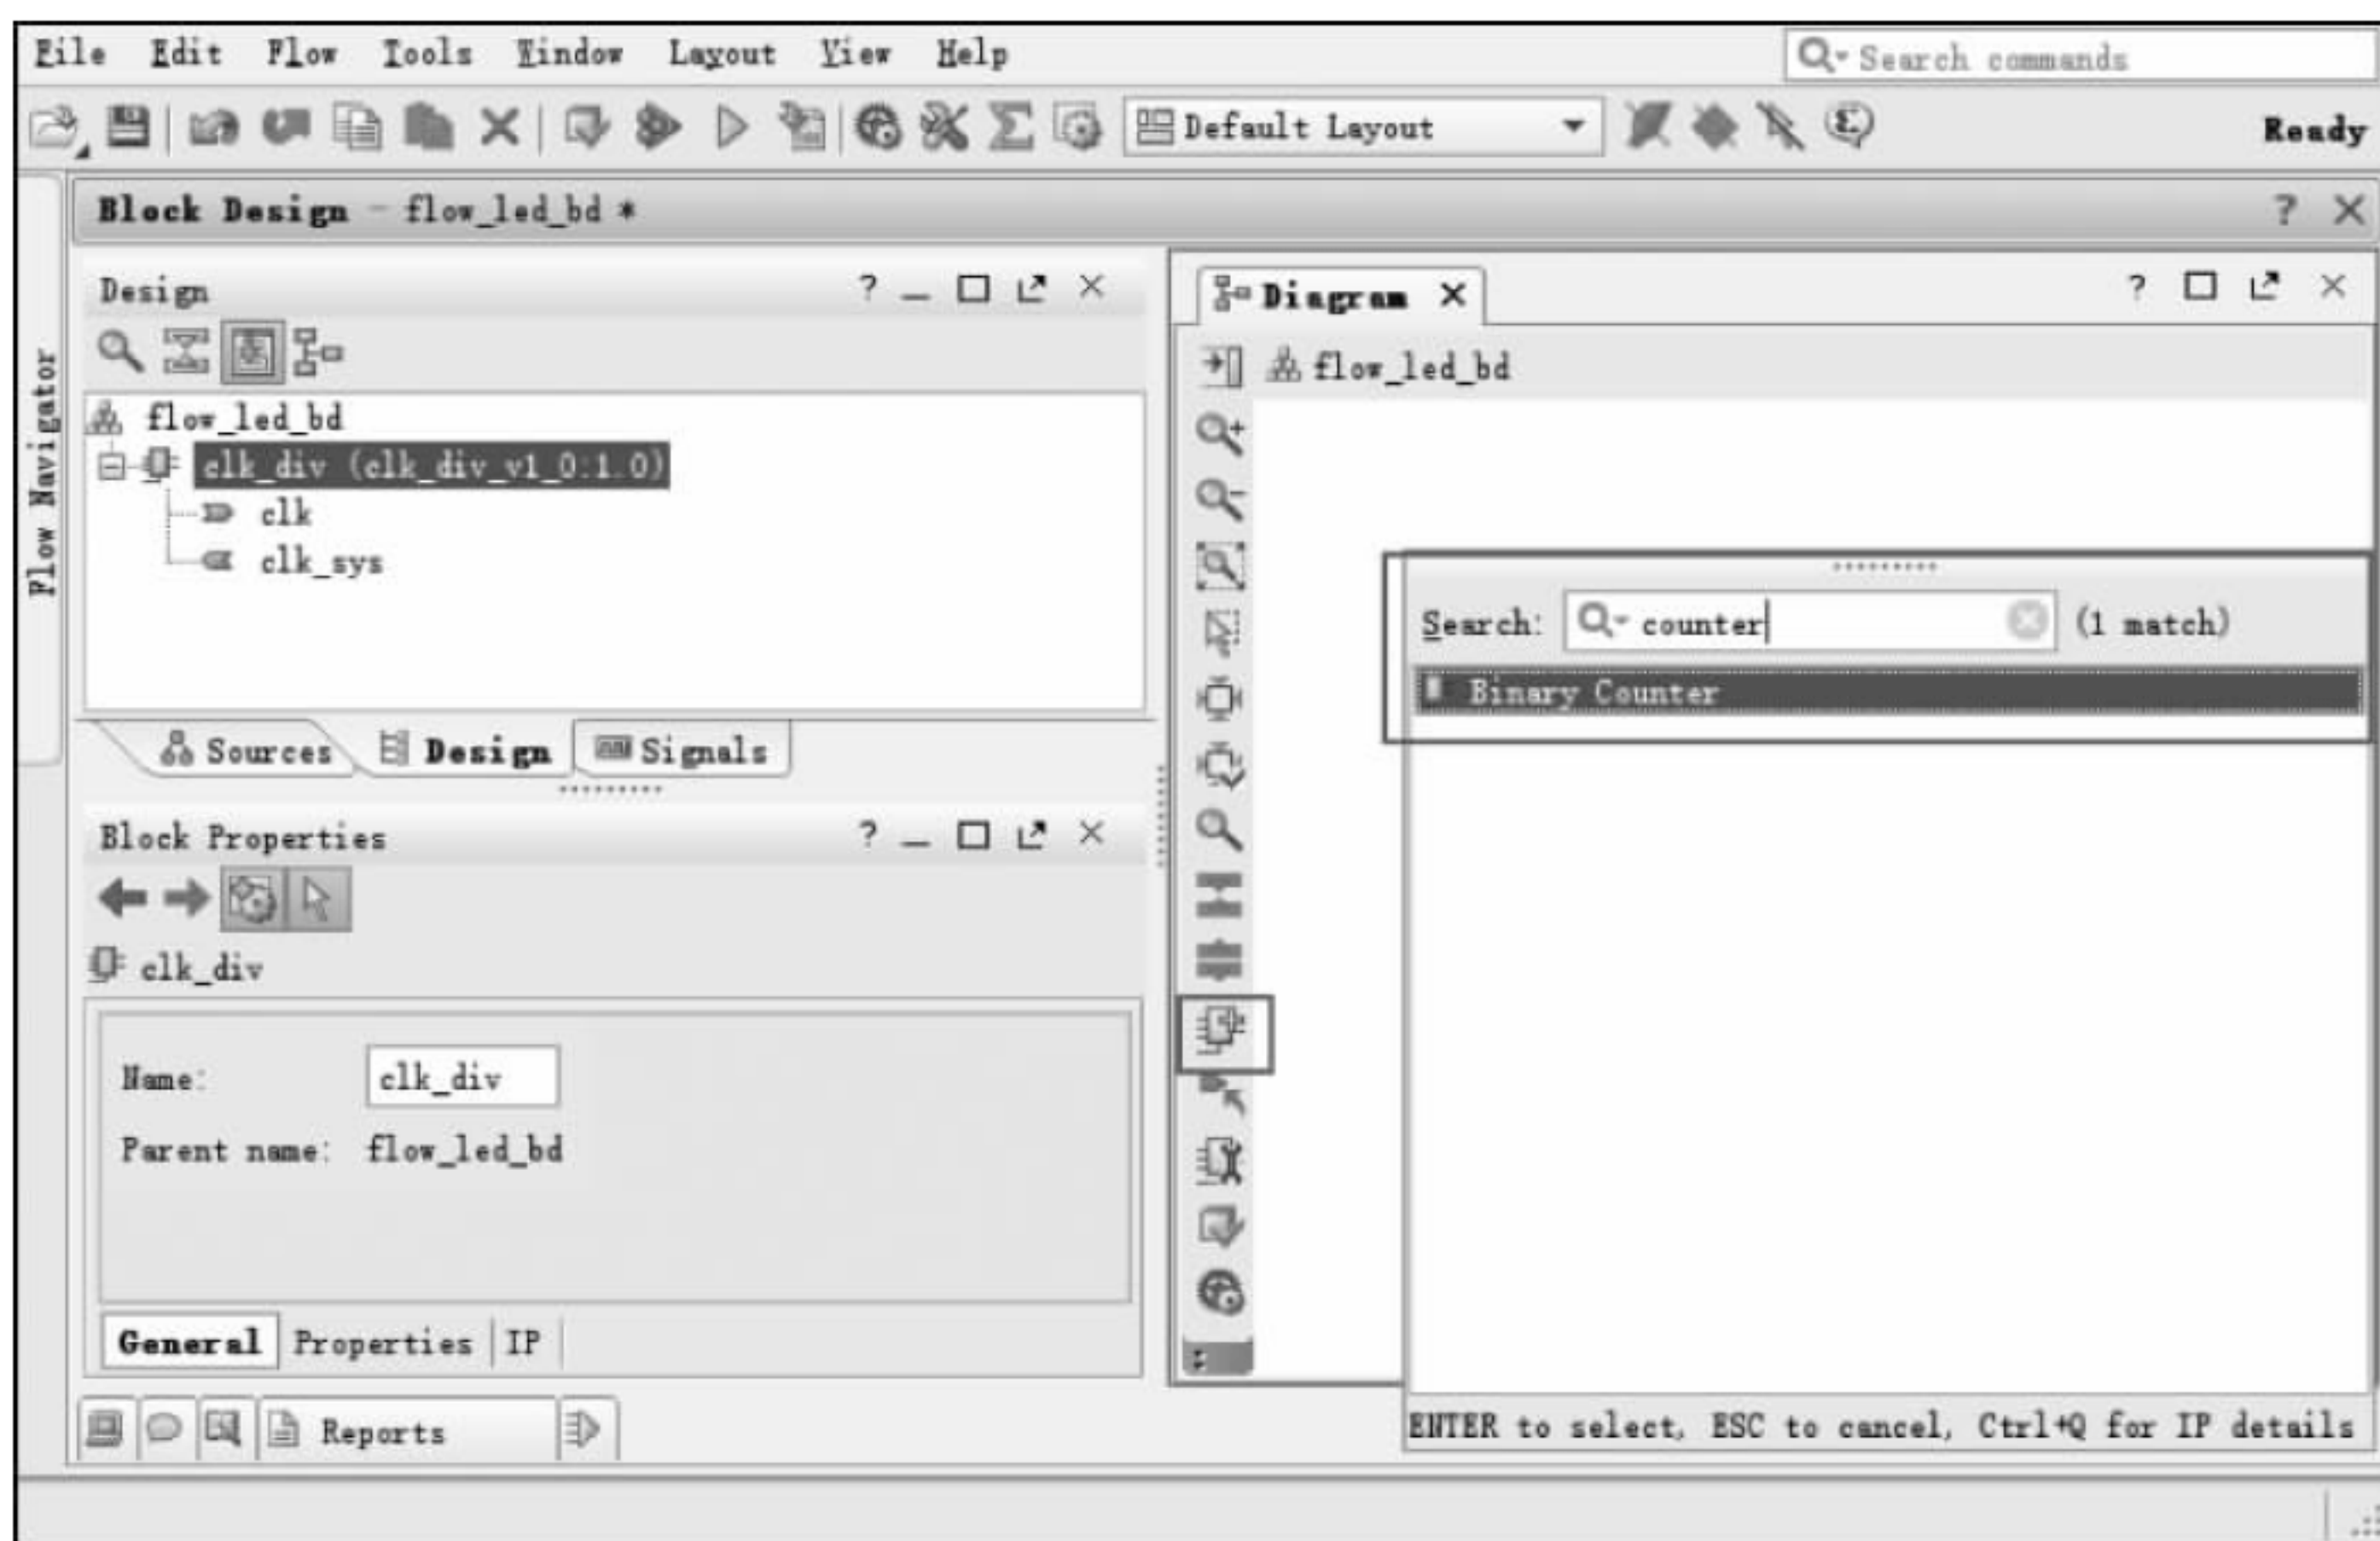 File Edit Flow Tools Window Layout View Help
Search commands
Default Layout
Ready
Block Design - flow_led_bd *
Flow Navigator
Design
flow_led_bd
clk_div (clk_div_v1_0:1.0)
clk
clk_sys
Sources Design Signals
Block Properties
clk_div
Name: clk_div
Parent name: flow_led_bd
General Properties IP
Reports
Diagram
flow_led_bd
Search: counter (1 match)
Binary Counter
ENTER to select, ESC to cancel, Ctrl+Q for IP details